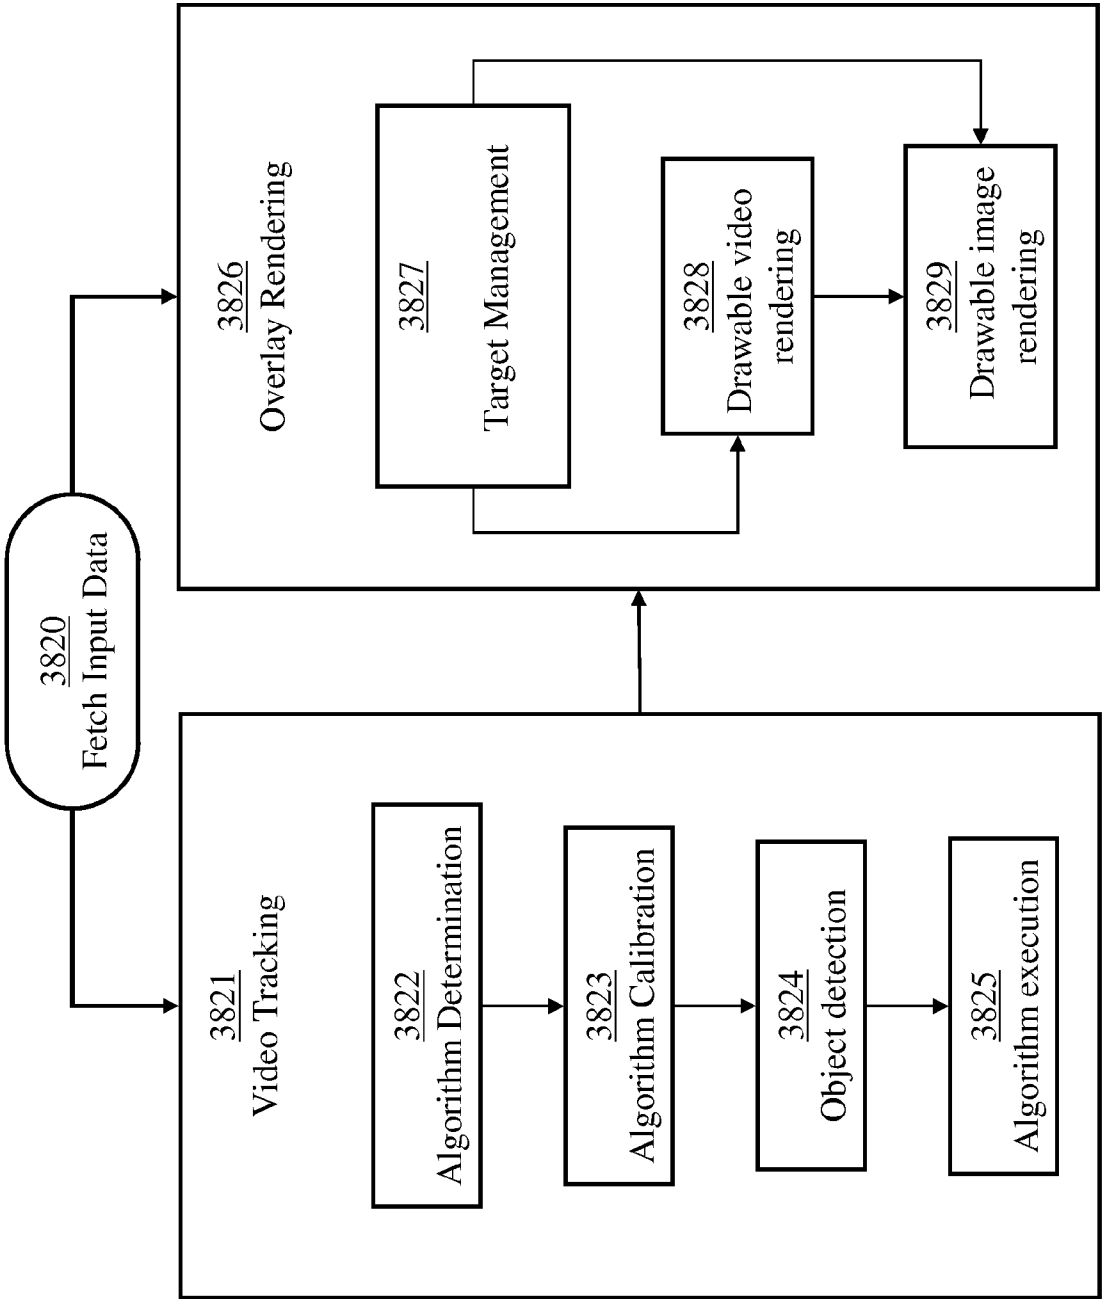 3820
Fetch Input Data
3821
Video Tracking
3822
Algorithm Determination
3823
Algorithm Calibration
3824
Object detection
3825
Algorithm execution
3826
Overlay Rendering
3827
Target Management
3828
Drawable video
rendering
3829
Drawable image
rendering